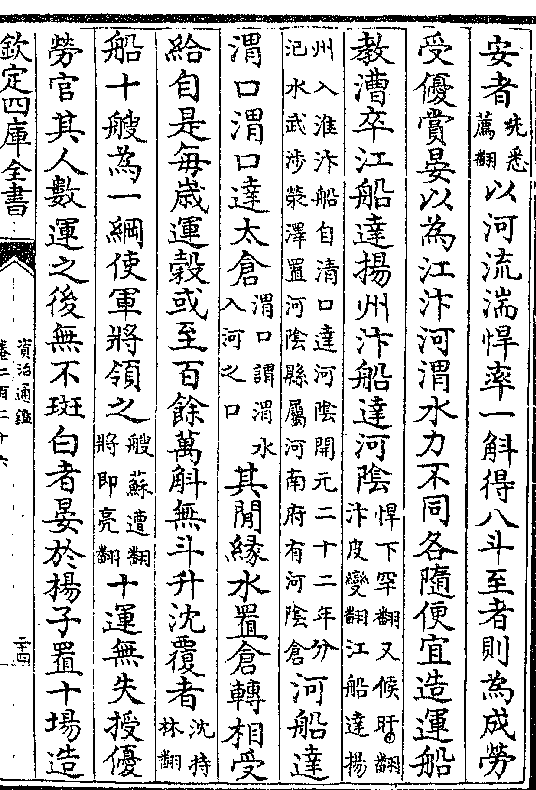 安者薦翻旄悉以河流湍悍率一斛得八斗至者則為成勞
受優賞晏以為江汴河渭水力不同各隨便宜造運船
教漕卒江船達揚州汴船達河陰悍下罕翻又候旰翻汴皮變翻江船達揚
州入淮汴船自清口達河陰開元二十二年分汜水武涉滎澤置河陰縣屬河南府有河陰倉河船達
渭口渭口達太倉渭口謂渭水入河之口其間緣水置倉轉相受
給自是每歲運穀或至百餘萬斛無斗升沈覆者沈持林翻
船十艘為一綱使軍將領之艘蘇遭翻將即亮翻十運無失授優
勞官其人數運之後無不斑白者晏於楊子置十場造
欽定四庫全書
資治通鑑
卷二百二十六
二十四